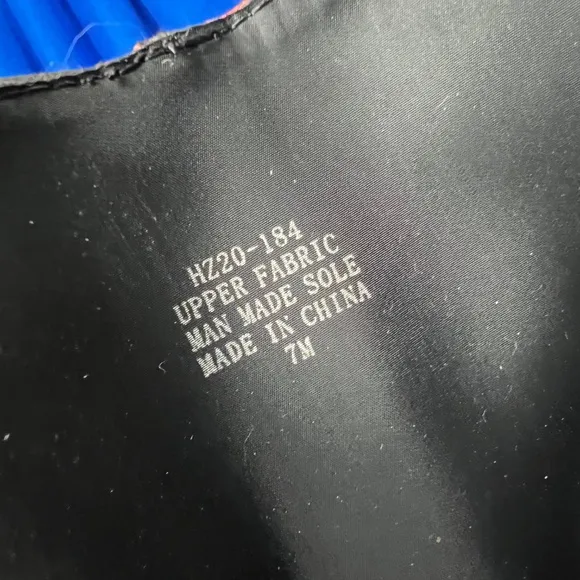 HZ20-184
UPPER FABRIC
MAN MADE SOLE
MADE IN CHINA
7M